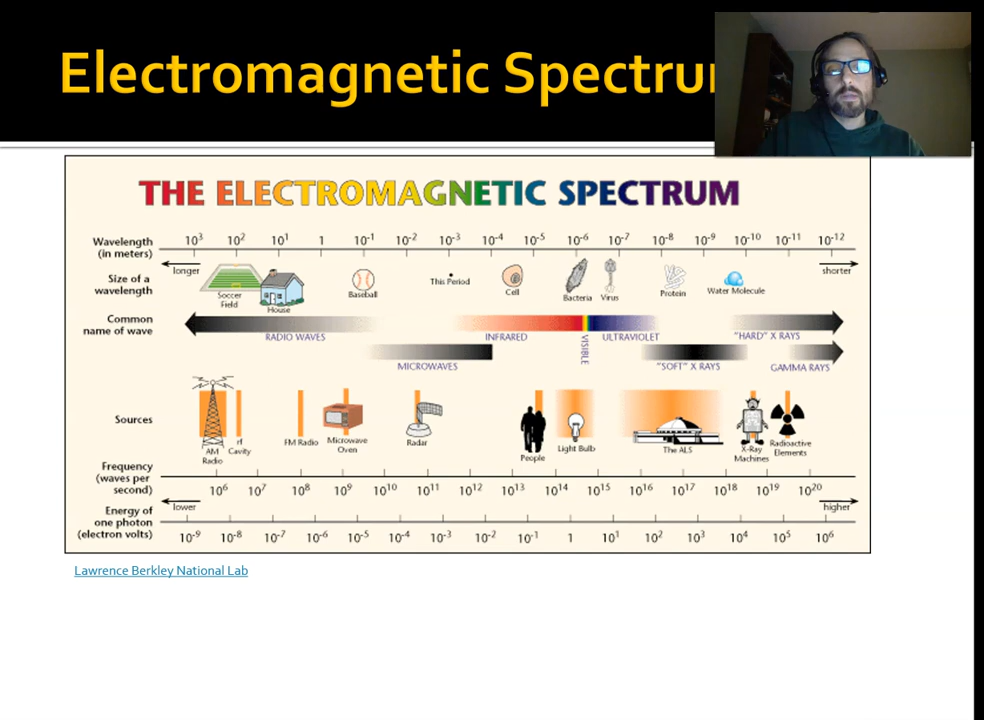 Electromagnetic Spectru
THE ELECTROMAGNETIC SPECTRUM
Wavelength
(in meters)
10³ 10² 10¹ 1 10⁻¹ 10⁻² 10⁻³ 10⁻⁴ 10⁻⁵ 10⁻⁶ 10⁻⁷ 10⁻⁸ 10⁻⁹ 10⁻¹⁰ 10⁻¹¹ 10⁻¹²
longer
shorter
Size of a
wavelength
Soccer
Field
House
Baseball
This Period
Cell
Bacteria
Virus
Protein
Water Molecule
Common
name of wave
RADIO WAVES
INFRARED
VISIBLE
ULTRAVIOLET
"HARD" X RAYS
MICROWAVES
"SOFT" X RAYS
GAMMA RAYS
Sources
AM
Radio
rf
Cavity
FM Radio
Microwave
Oven
Radar
People
Light Bulb
The ALS
X-Ray
Machines
Radioactive
Elements
Frequency
(waves per
second)
10⁶ 10⁷ 10⁸ 10⁹ 10¹⁰ 10¹¹ 10¹² 10¹³ 10¹⁴ 10¹⁵ 10¹⁶ 10¹⁷ 10¹⁸ 10¹⁹ 10²⁰
lower
higher
Energy of
one photon
(electron volts)
10⁻⁹ 10⁻⁸ 10⁻⁷ 10⁻⁶ 10⁻⁵ 10⁻⁴ 10⁻³ 10⁻² 10⁻¹ 1 10¹ 10² 10³ 10⁴ 10⁵ 10⁶
Lawrence Berkley National Lab